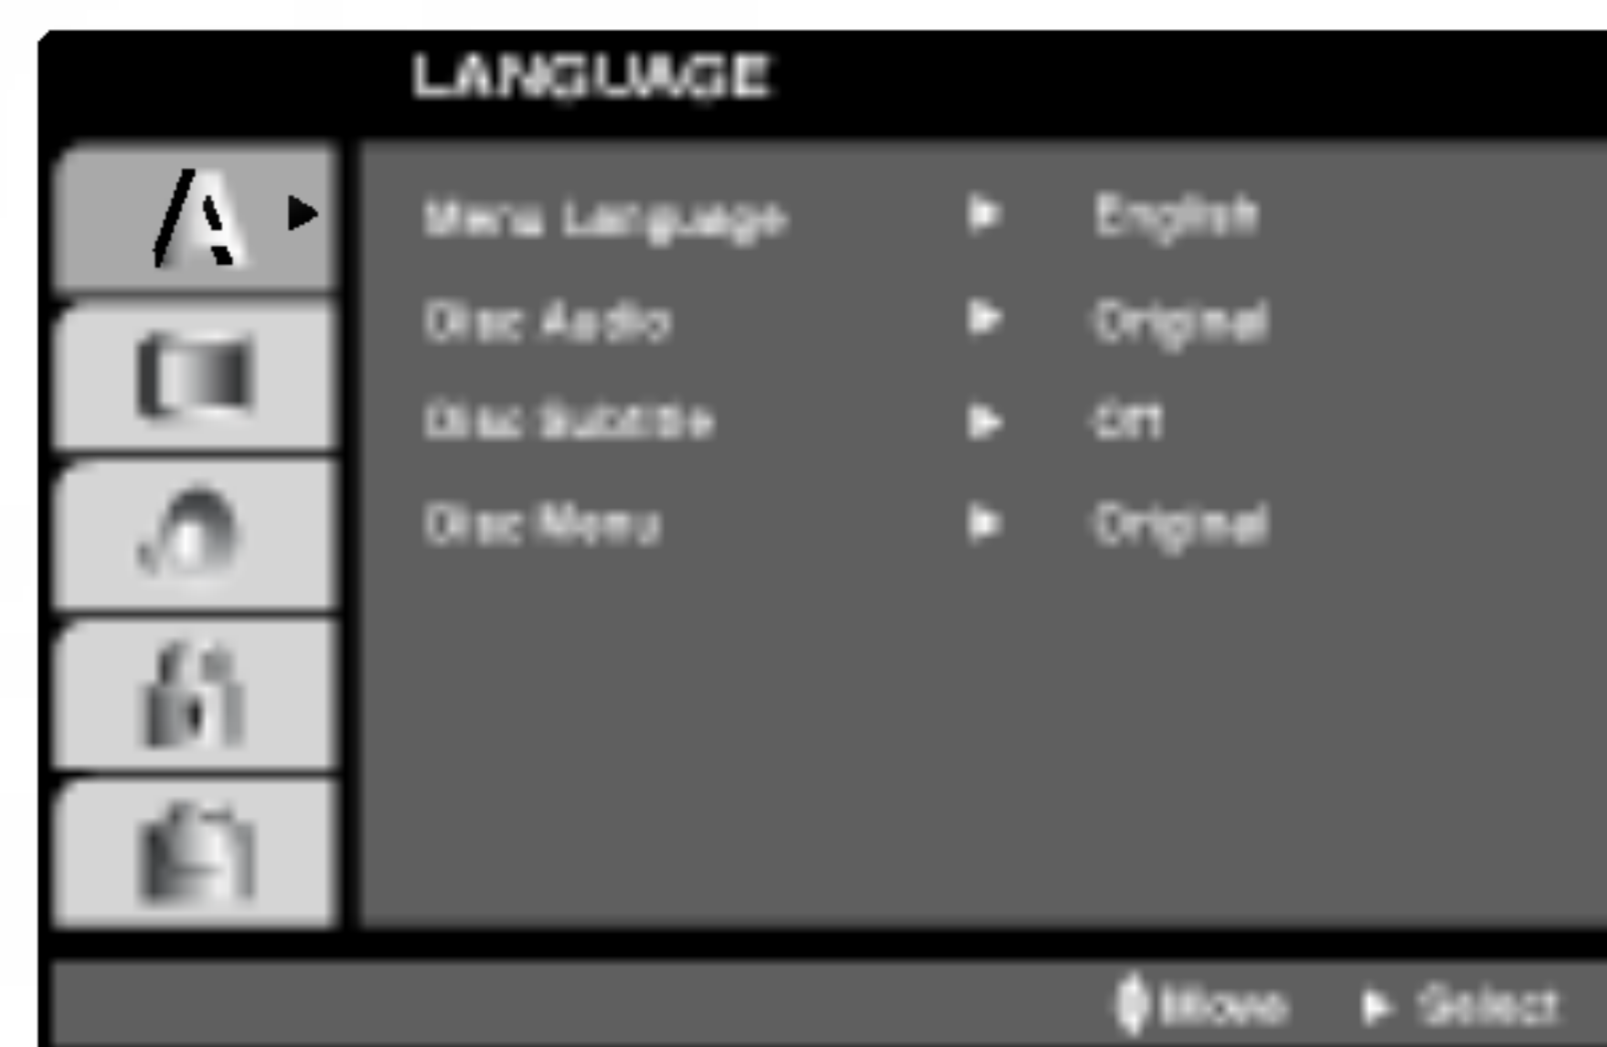 LANGUAGE
Menu Language ▶ English
Disc Audio ▶ Original
Disc Subtitle ▶ Off
Disc Menu ▶ Original
Move ▶ Select